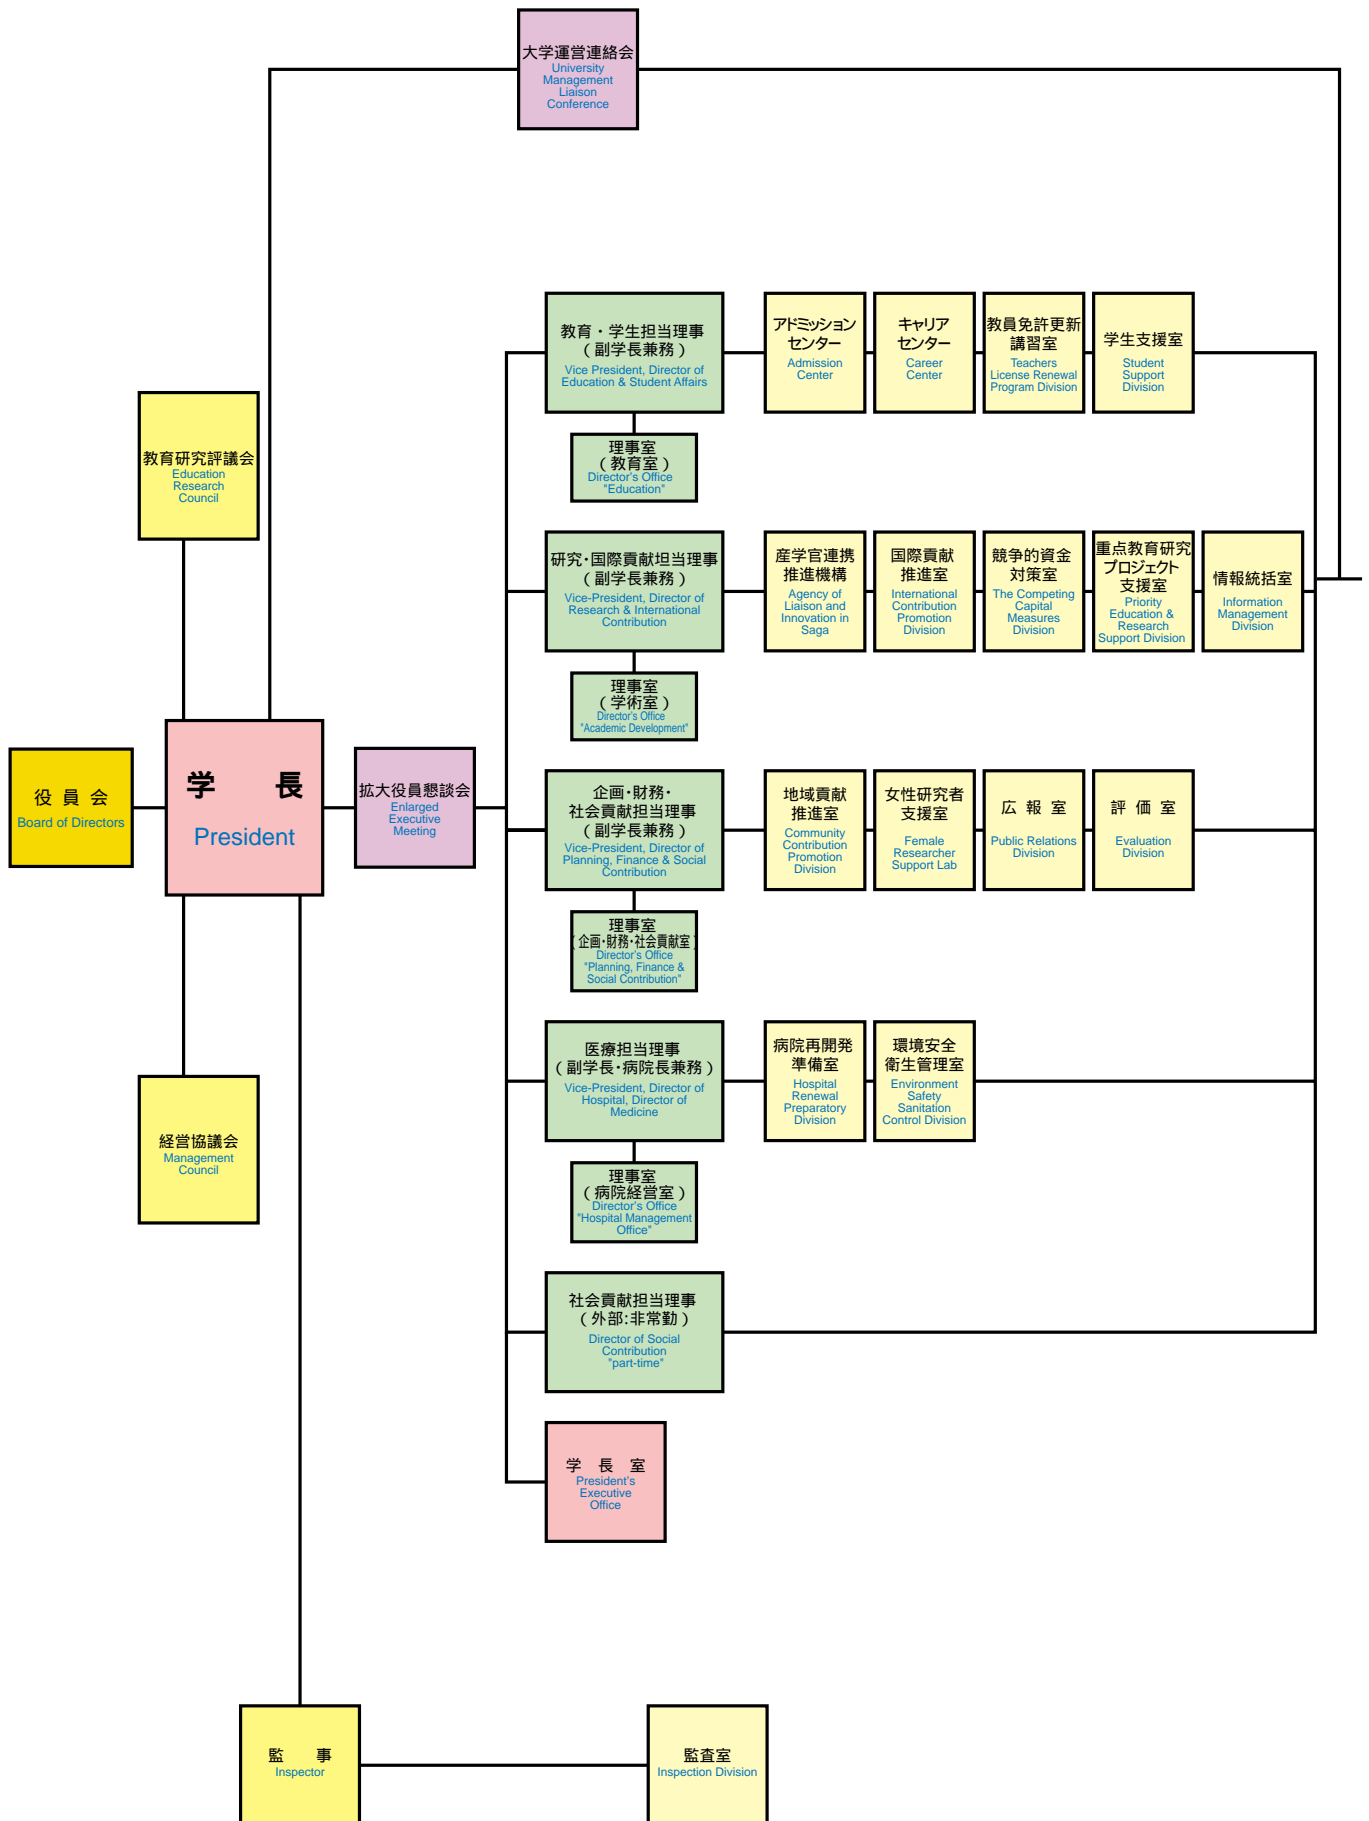 大学運営連絡会
University
Management
Liaison
Conference
教育・学生担当理事
（副学長兼務）
Vice President, Director of
Education & Student Affairs
アドミッション
センター
Admission
Center
キャリア
センター
Career
Center
教員免許更新
講習室
Teachers
License Renewal
Program Division
学生支援室
Student
Support
Division
理事室
（教育室）
Director's Office
"Education"
教育研究評議会
Education
Research
Council
研究・国際貢献担当理事
（副学長兼務）
Vice-President, Director of
Research & International
Contribution
産学官連携
推進機構
Agency of
Liaison and
Innovation in
Saga
国際貢献
推進室
International
Contribution
Promotion
Division
競争的資金
対策室
The Competing
Capital
Measures
Division
重点教育研究
プロジェクト
支援室
Priority
Education &
Research
Support Division
情報統括室
Information
Management
Division
理事室
（学術室）
Director's Office
"Academic Development"
役員会
Board of Directors
学長
President
拡大役員懇談会
Enlarged
Executive
Meeting
企画・財務・
社会貢献担当理事
（副学長兼務）
Vice-President, Director of
Planning, Finance & Social
Contribution
地域貢献
推進室
Community
Contribution
Promotion
Division
女性研究者
支援室
Female
Researcher
Support Lab
広報室
Public Relations
Division
評価室
Evaluation
Division
理事室
（企画・財務・社会貢献室）
Director's Office
"Planning, Finance &
Social Contribution"
医療担当理事
（副学長・病院長兼務）
Vice-President, Director of
Hospital, Director of
Medicine
病院再開発
準備室
Hospital
Renewal
Preparatory
Division
環境安全
衛生管理室
Environment
Safety
Sanitation
Control Division
理事室
（病院経営室）
Director's Office
"Hospital Management
Office"
経営協議会
Management
Council
社会貢献担当理事
（外部:非常勤）
Director of Social
Contribution
"part-time"
学長室
President's
Executive
Office
監事
Inspector
監査室
Inspection Division